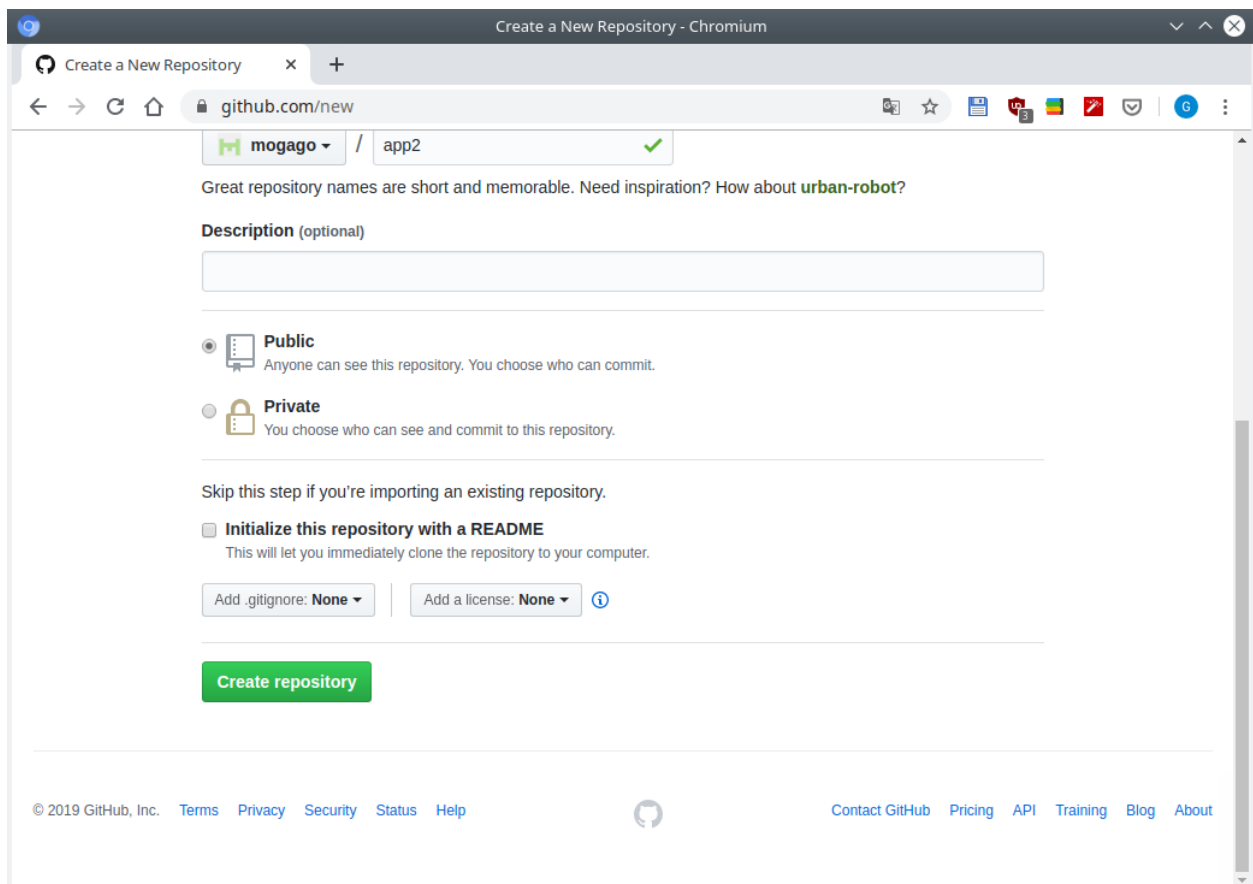 Create a New Repository - Chromium
Create a New Repository
github.com/new
3
G
mogago / app2
Great repository names are short and memorable. Need inspiration? How about urban-robot?
Description (optional)
Public
Anyone can see this repository. You choose who can commit.
Private
You choose who can see and commit to this repository.
Skip this step if you’re importing an existing repository.
Initialize this repository with a README
This will let you immediately clone the repository to your computer.
Add .gitignore: None Add a license: None
Create repository
© 2019 GitHub, Inc. Terms Privacy Security Status Help Contact GitHub Pricing API Training Blog About